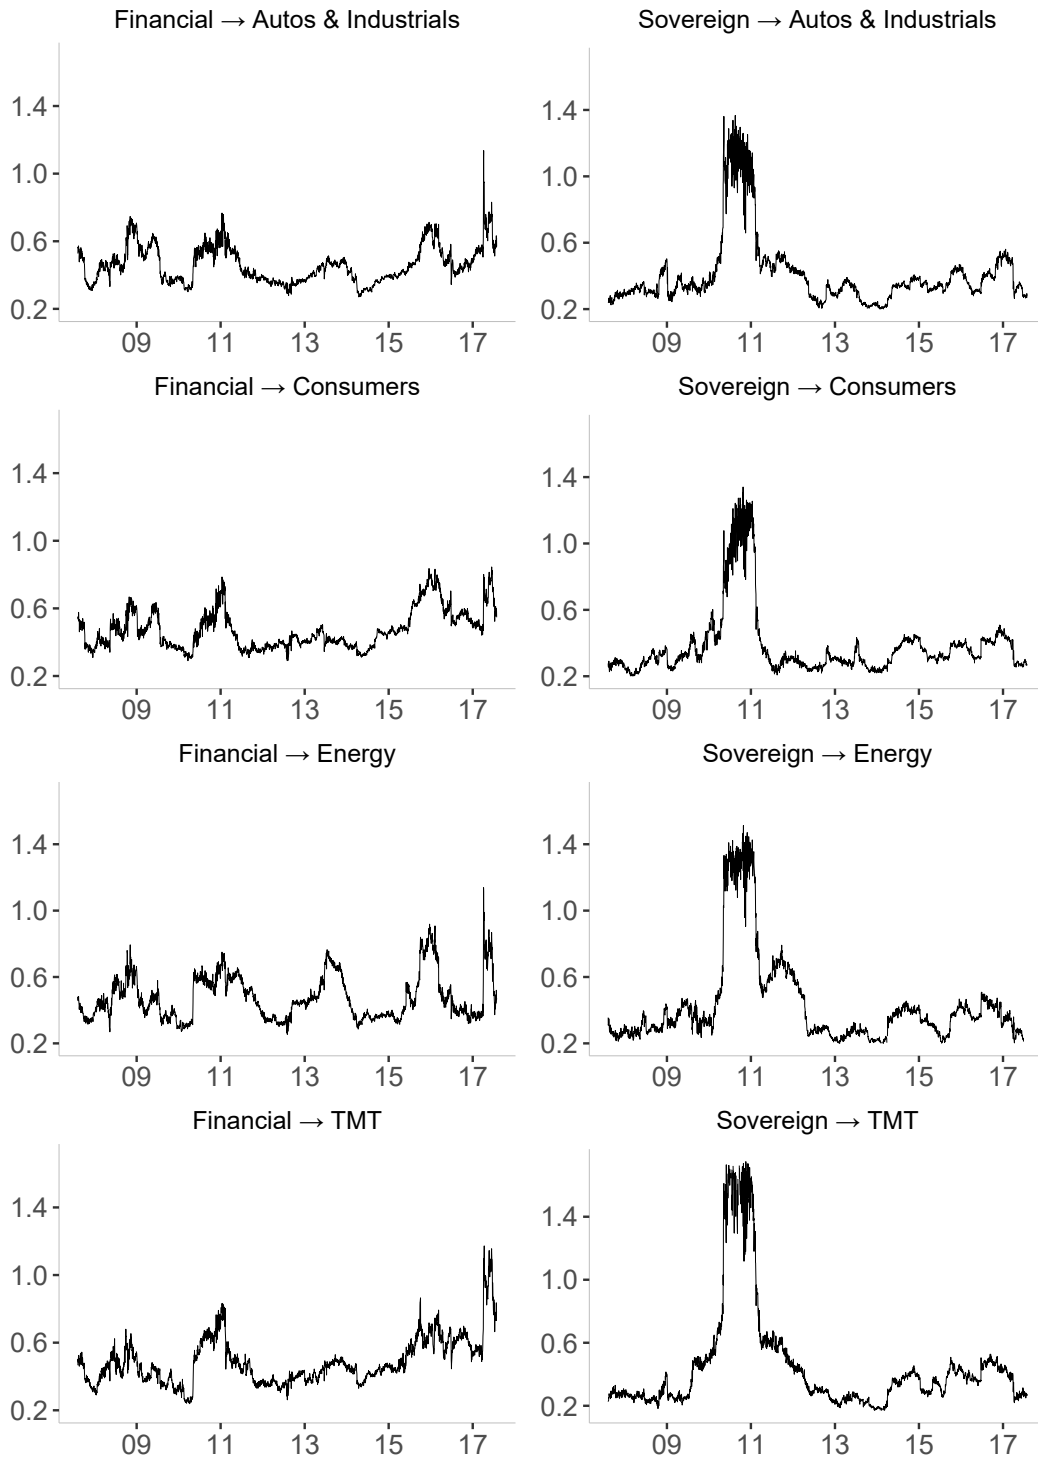 Financial → Autos & Industrials
1.4
1.0
0.6
0.2
09 11 13 15 17
Sovereign → Autos & Industrials
1.4
1.0
0.6
0.2
09 11 13 15 17
Financial → Consumers
1.4
1.0
0.6
0.2
09 11 13 15 17
Sovereign → Consumers
1.4
1.0
0.6
0.2
09 11 13 15 17
Financial → Energy
1.4
1.0
0.6
0.2
09 11 13 15 17
Sovereign → Energy
1.4
1.0
0.6
0.2
09 11 13 15 17
Financial → TMT
1.4
1.0
0.6
0.2
09 11 13 15 17
Sovereign → TMT
1.4
1.0
0.6
0.2
09 11 13 15 17